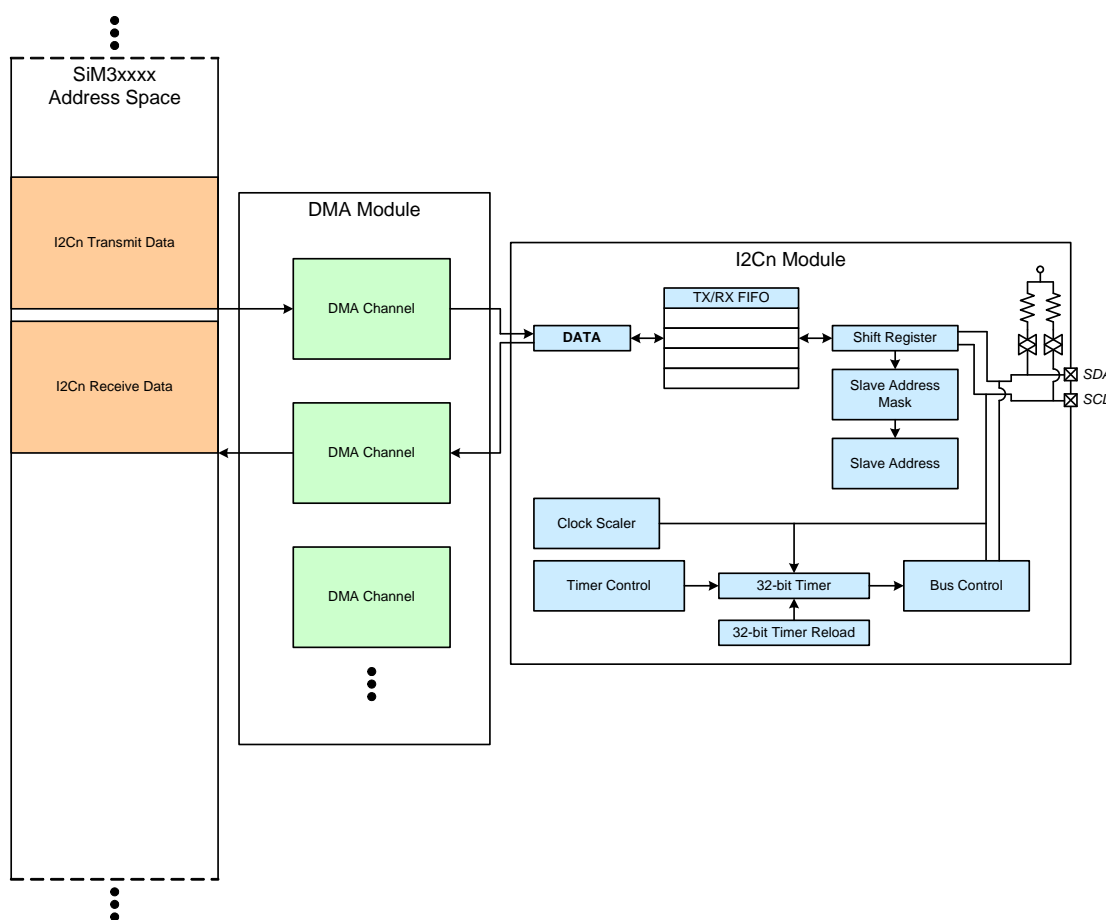 SiM3xxxx
Address Space
I2Cn Transmit Data
I2Cn Receive Data
DMA Module
DMA Channel
DMA Channel
DMA Channel
I2Cn Module
TX/RX FIFO
DATA
Shift Register
Slave Address
Mask
Slave Address
SDA
SCL
Clock Scaler
Timer Control
32-bit Timer
Bus Control
32-bit Timer Reload